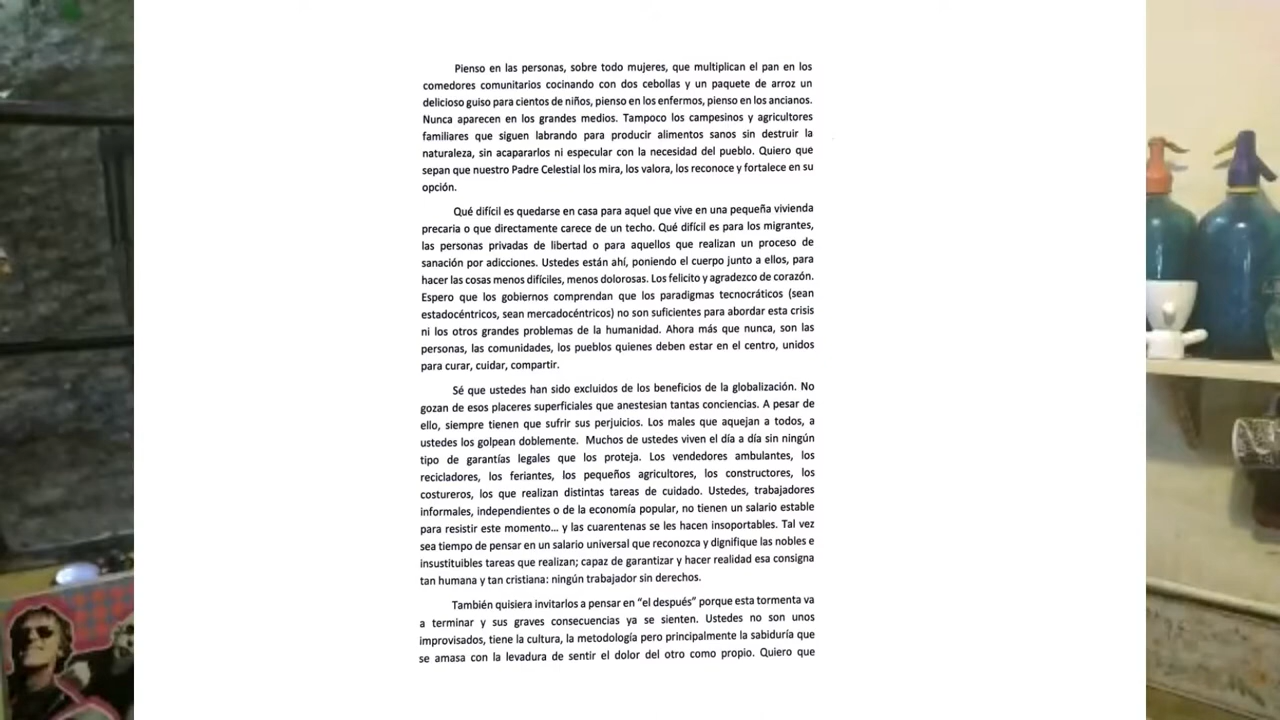 Pienso en las personas, sobre todo mujeres, que multiplican el pan en los
comedores comunitarios cocinando con dos cebollas y un paquete de arroz un
delicioso guiso para cientos de niños, pienso en los enfermos, pienso en los ancianos.
Nunca aparecen en los grandes medios. Tampoco los campesinos y agricultores
familiares que siguen labrando para producir alimentos sanos sin destruir la
naturaleza, sin acapararlos ni especular con la necesidad del pueblo. Quiero que
sepan que nuestro Padre Celestial los mira, los valora, los reconoce y fortalece en su
opción.
Qué difícil es quedarse en casa para aquel que vive en una pequeña vivienda
precaria o que directamente carece de un techo. Qué difícil es para los migrantes,
las personas privadas de libertad o para aquellos que realizan un proceso de
sanación por adicciones. Ustedes están ahí, poniendo el cuerpo junto a ellos, para
hacer las cosas menos difíciles, menos dolorosas. Los felicito y agradezco de corazón.
Espero que los gobiernos comprendan que los paradigmas tecnocráticos (sean
estadocéntricos, sean mercadocéntricos) no son suficientes para abordar esta crisis
ni los otros grandes problemas de la humanidad. Ahora más que nunca, son las
personas, las comunidades, los pueblos quienes deben estar en el centro, unidos
para curar, cuidar, compartir.
Sé que ustedes han sido excluidos de los beneficios de la globalización. No
gozan de esos placeres superficiales que anestesian tantas conciencias. A pesar de
ello, siempre tienen que sufrir sus perjuicios. Los males que aquejan a todos, a
ustedes los golpean doblemente. Muchos de ustedes viven el día a día sin ningún
tipo de garantías legales que los proteja. Los vendedores ambulantes, los
recicladores, los feriantes, los pequeños agricultores, los constructores, los
costureros, los que realizan distintas tareas de cuidado. Ustedes, trabajadores
informales, independientes o de la economía popular, no tienen un salario estable
para resistir este momento... y las cuarentenas se les hacen insoportables. Tal vez
sea tiempo de pensar en un salario universal que reconozca y dignifique las nobles e
insustituibles tareas que realizan; capaz de garantizar y hacer realidad esa consigna
tan humana y tan cristiana: ningún trabajador sin derechos.
También quisiera invitarlos a pensar en “el después” porque esta tormenta va
a terminar y sus graves consecuencias ya se sienten. Ustedes no son unos
improvisados, tiene la cultura, la metodología pero principalmente la sabiduría que
se amasa con la levadura de sentir el dolor del otro como propio. Quiero que